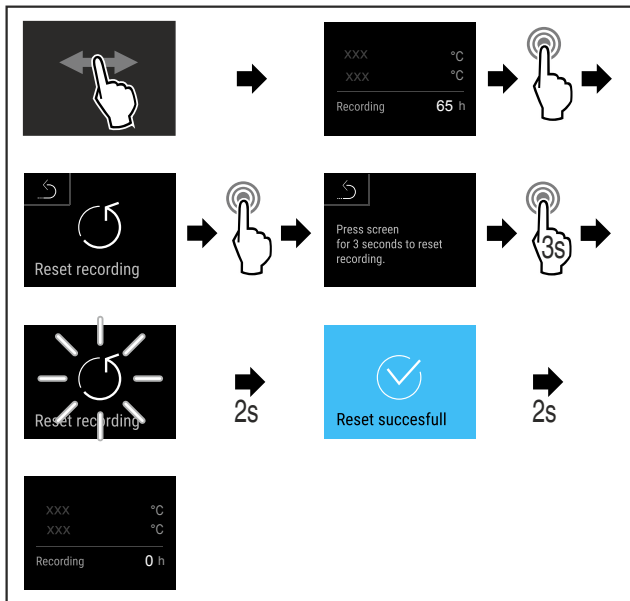 xxx °C
xxx °C
Recording 65 h
Reset recording
Press screen
for 3 seconds to reset
recording.
3s
Reset recording
2s
Reset succesfull
2s
xxx °C
xxx °C
Recording 0 h